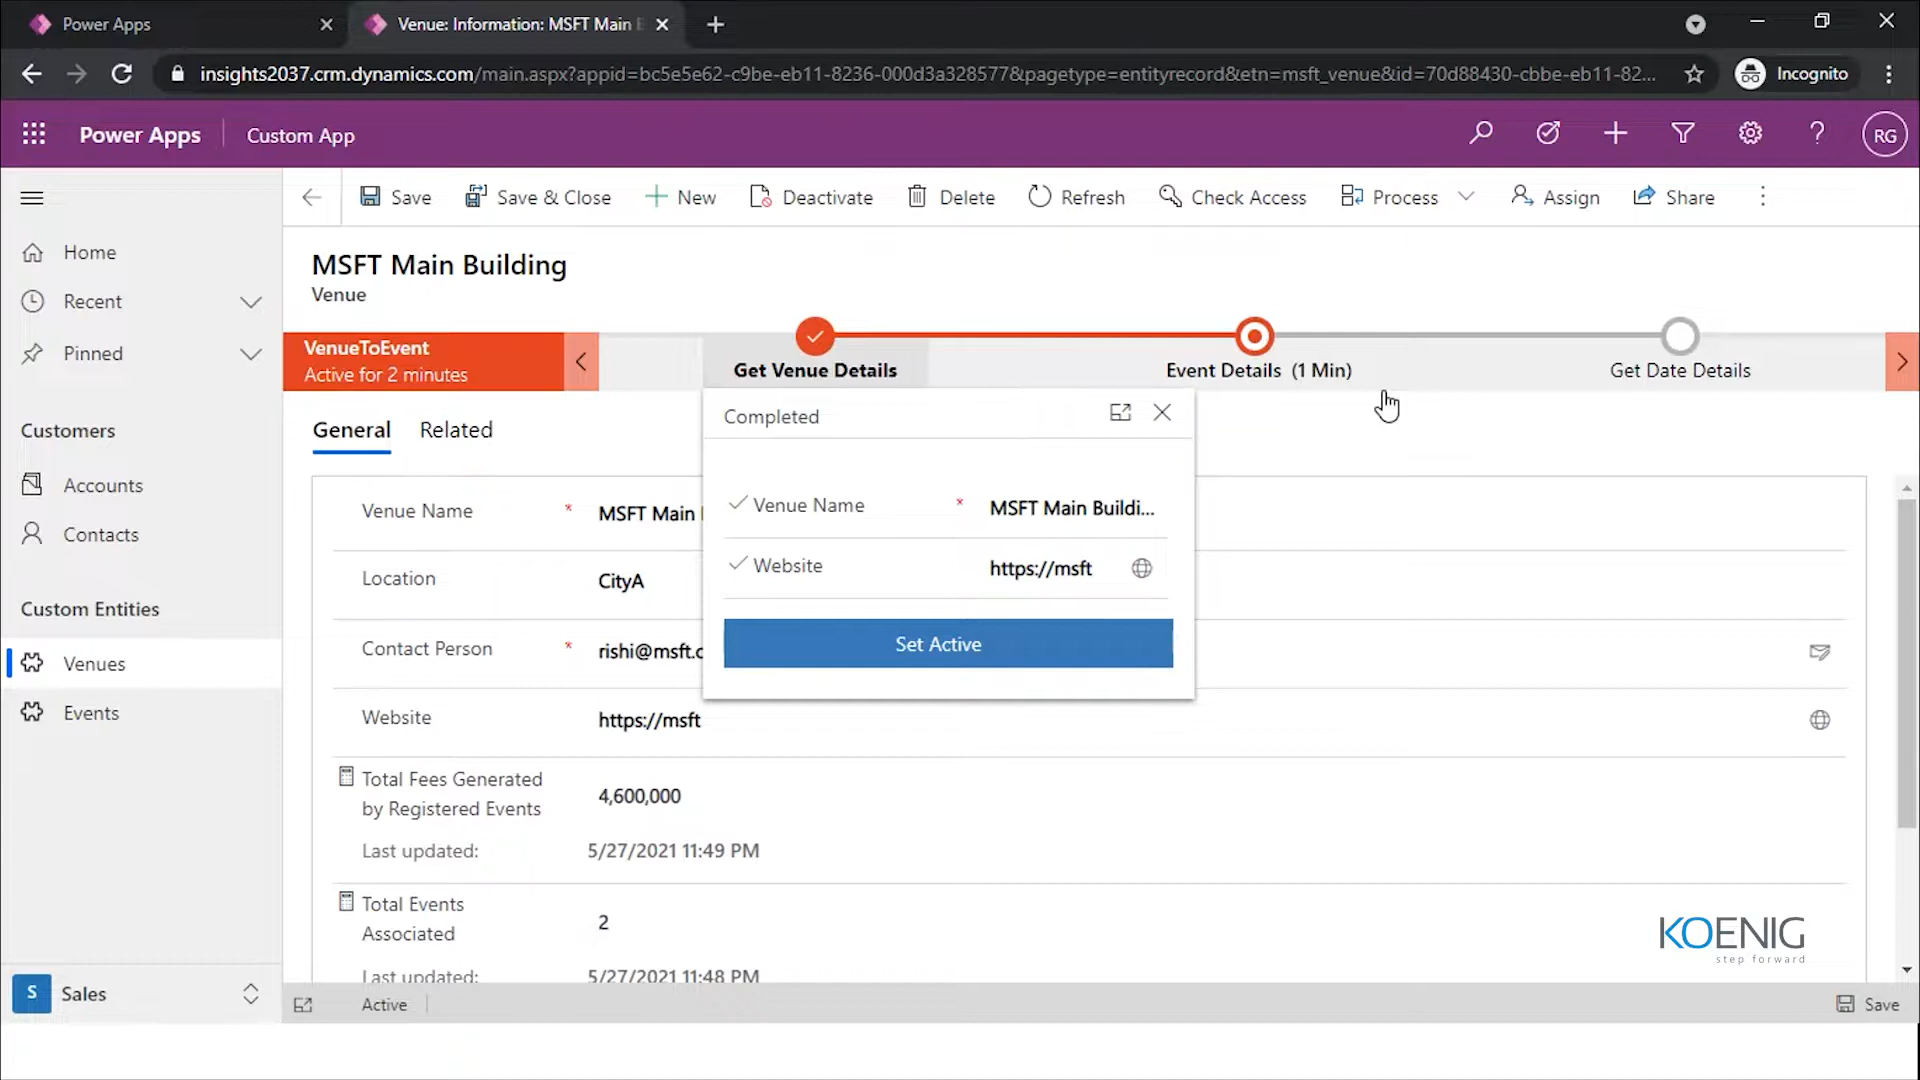 Power Apps
Venue: Information: MSFT Main
insights2037.crm.dynamics.com/main.aspx?appid=bc5e5e62-c9be-eb11-8236-000d3a328577&pagetype=entityrecord&etn=msft_venue&id=70d88430-cbbe-eb11-82...
Incognito
Power Apps
Custom App
RG
Save
Save & Close
New
Deactivate
Delete
Refresh
Check Access
Process
Assign
Share
Home
Recent
Pinned
Customers
Accounts
Contacts
Custom Entities
Venues
Events
S
Sales
MSFT Main Building
Venue
VenueToEvent
Active for 2 minutes
Get Venue Details
Event Details (1 Min)
Get Date Details
General
Related
Completed
Venue Name * MSFT Main Buildi...
Website https://msft
Set Active
Venue Name * MSFT Main
Location CityA
Contact Person * rishi@msft.c
Website https://msft
Total Fees Generated
by Registered Events
4,600,000
Last updated: 5/27/2021 11:49 PM
Total Events
Associated
2
Last updated: 5/27/2021 11:48 PM
KOENIG
step forward
Active
Save